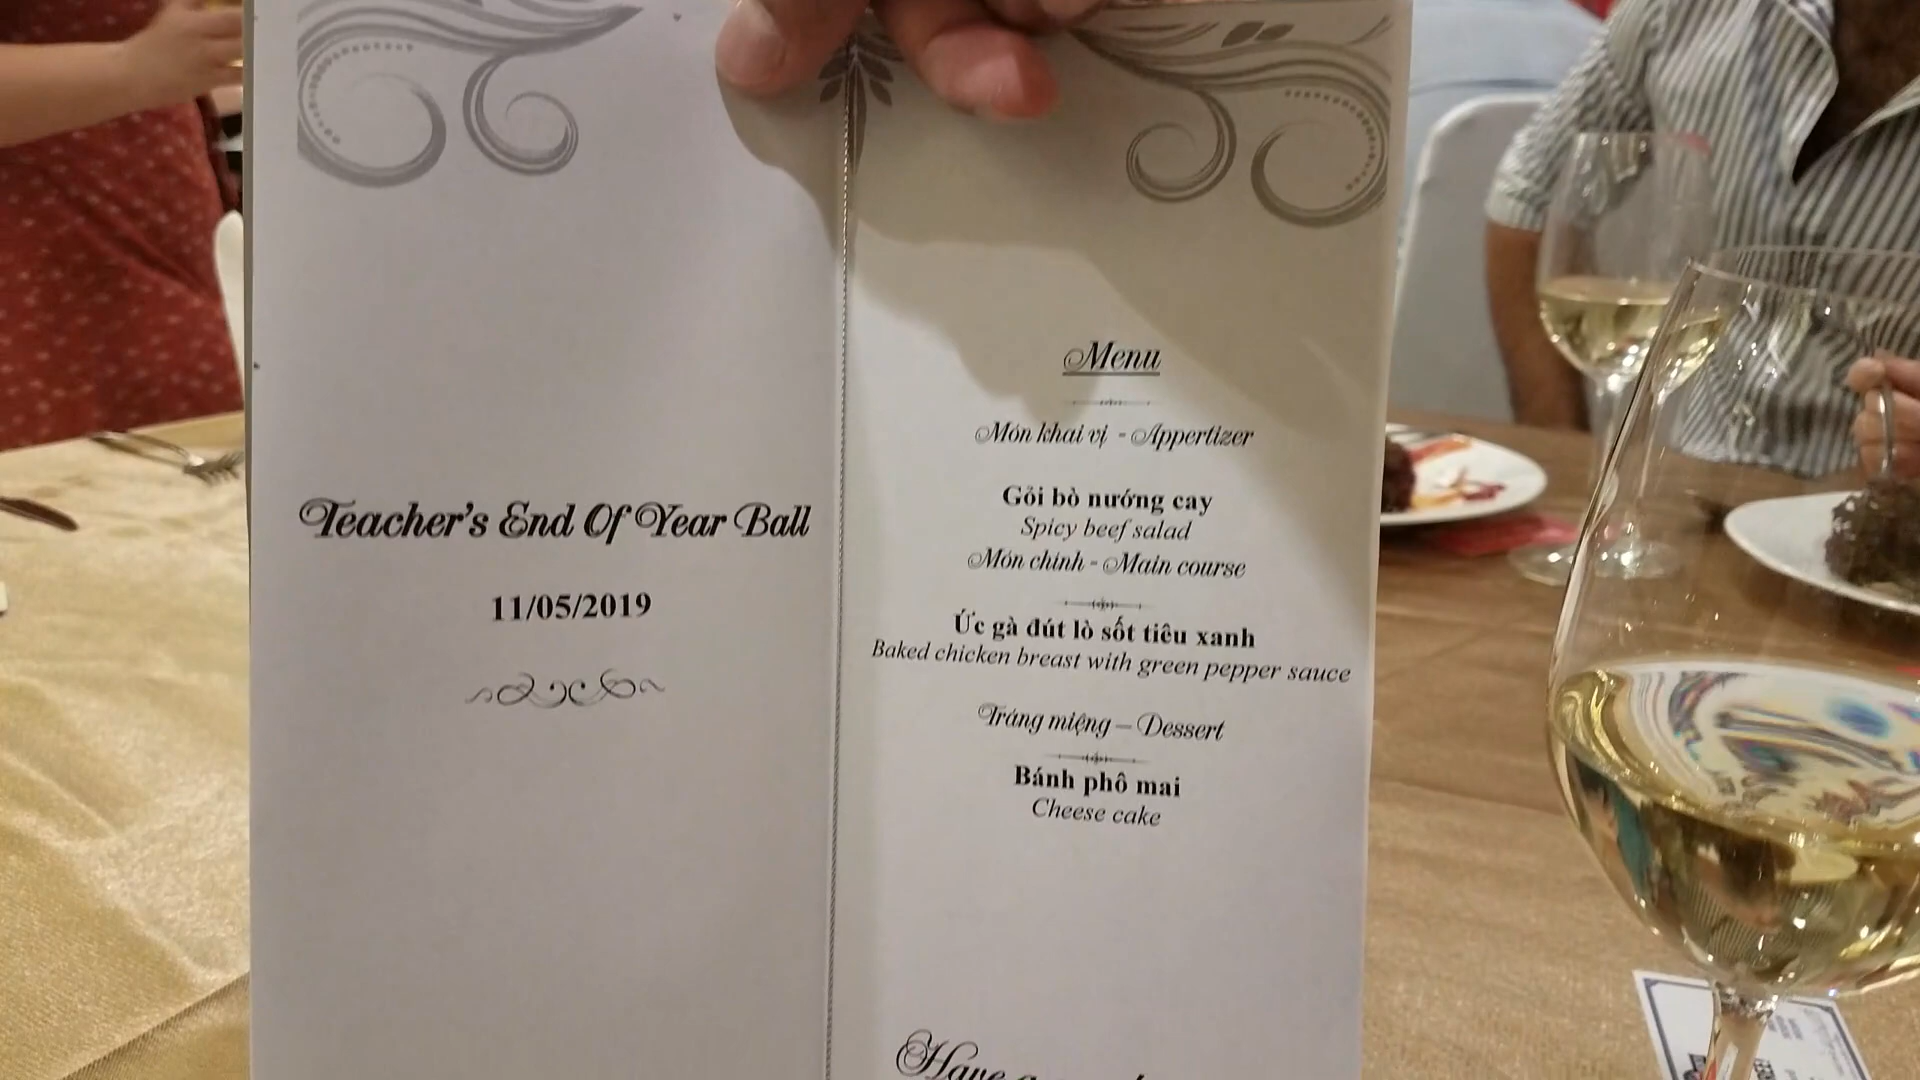 Teacher's End Of Year Ball
11/05/2019
Menu
Món khai vị - Appertizer
Gỏi bò nướng cay
Spicy beef salad
Món chính - Main course
Ức gà đút lò sốt tiêu xanh
Baked chicken breast with green pepper sauce
Tráng miệng – Dessert
Bánh phô mai
Cheese cake
Have a